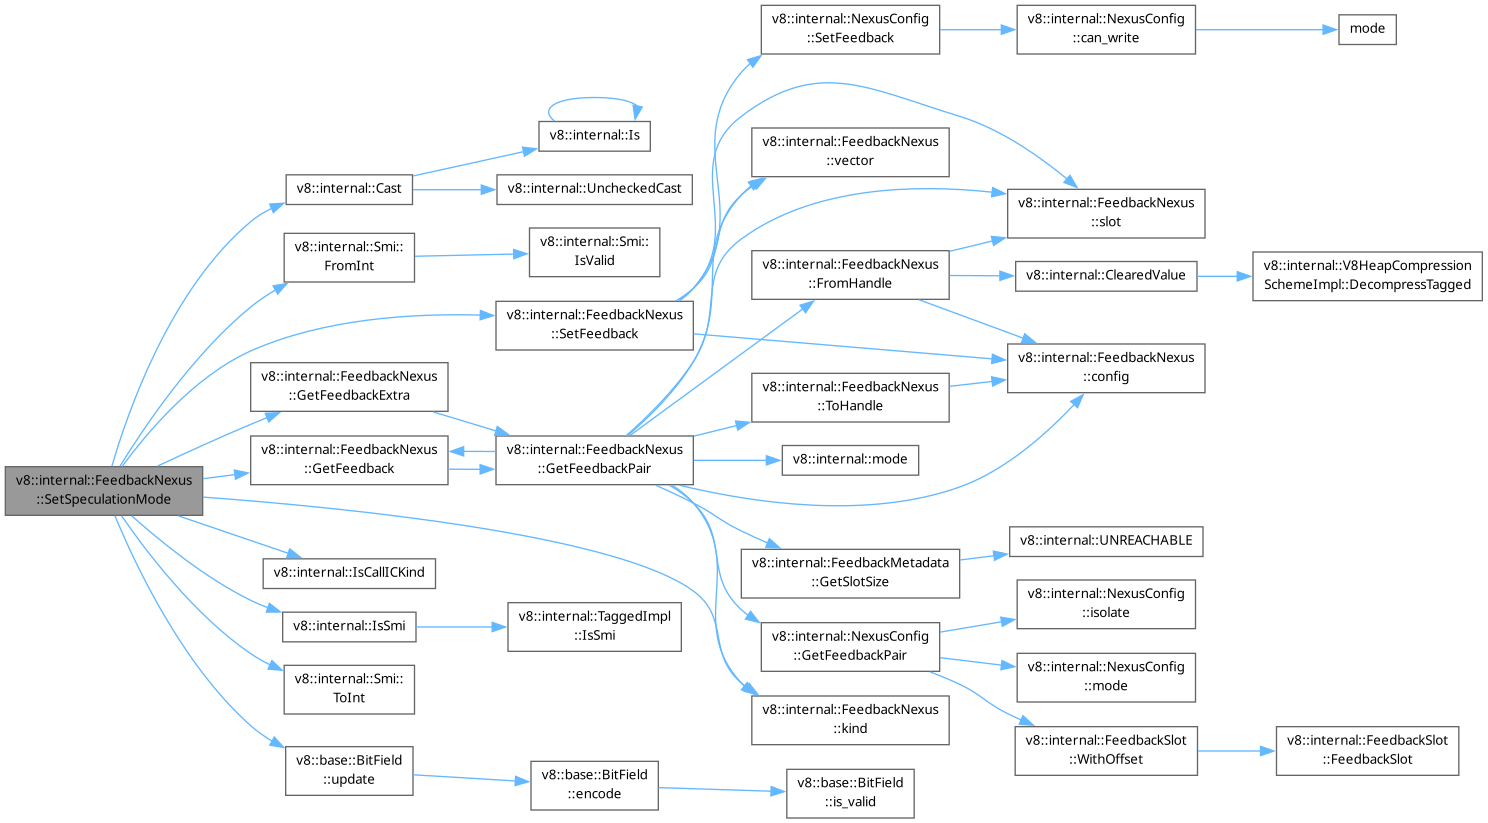 v8::internal::FeedbackNexus
::SetSpeculationMode
v8::internal::Cast
v8::internal::Is
v8::internal::UncheckedCast
v8::internal::Smi::
FromInt
v8::internal::Smi::
IsValid
v8::internal::FeedbackNexus
::SetFeedback
v8::internal::FeedbackNexus
::GetFeedbackExtra
v8::internal::FeedbackNexus
::GetFeedback
v8::internal::FeedbackNexus
::GetFeedbackPair
v8::internal::IsCallICKind
v8::internal::IsSmi
v8::internal::TaggedImpl
::IsSmi
v8::internal::Smi::
ToInt
v8::base::BitField
::update
v8::base::BitField
::encode
v8::base::BitField
::is_valid
v8::internal::NexusConfig
::SetFeedback
v8::internal::NexusConfig
::can_write
mode
v8::internal::FeedbackNexus
::vector
v8::internal::FeedbackNexus
::slot
v8::internal::FeedbackNexus
::FromHandle
v8::internal::ClearedValue
v8::internal::V8HeapCompression
SchemeImpl::DecompressTagged
v8::internal::FeedbackNexus
::config
v8::internal::FeedbackNexus
::ToHandle
v8::internal::mode
v8::internal::FeedbackMetadata
::GetSlotSize
v8::internal::UNREACHABLE
v8::internal::NexusConfig
::GetFeedbackPair
v8::internal::NexusConfig
::isolate
v8::internal::NexusConfig
::mode
v8::internal::FeedbackSlot
::WithOffset
v8::internal::FeedbackSlot
::FeedbackSlot
v8::internal::FeedbackNexus
::kind